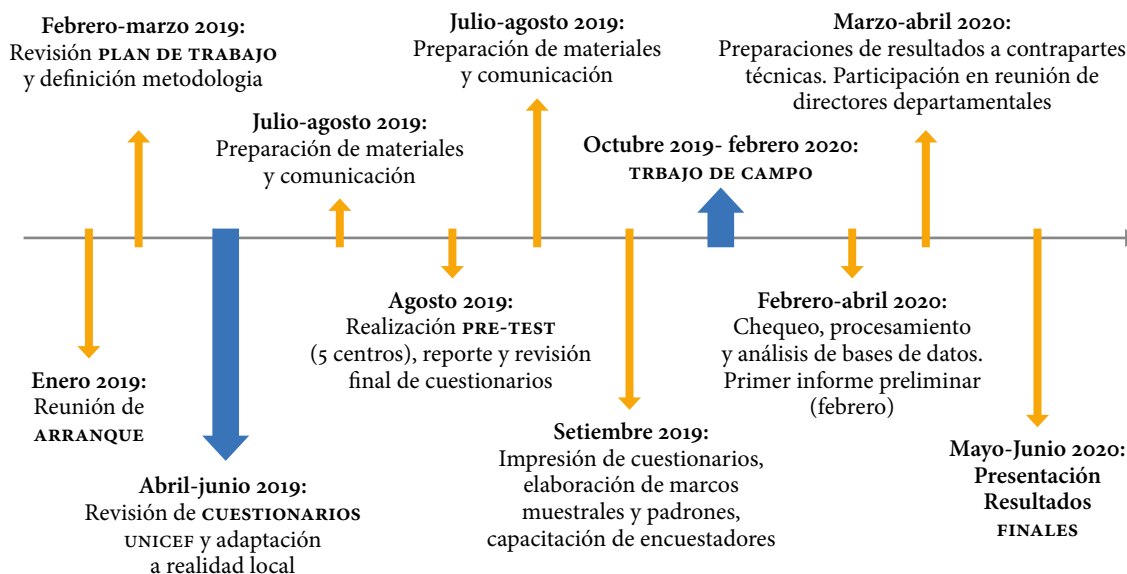 Febrero-marzo 2019:
Revisión PLAN DE TRABAJO
y definición metodologia
Julio-agosto 2019:
Preparación de materiales
y comunicación
Julio-agosto 2019:
Preparación de materiales
y comunicación
Octubre 2019- febrero 2020:
TRBAJO DE CAMPO
Marzo-abril 2020:
Preparaciones de resultados a contrapartes
técnicas. Participación en reunión de
directores departamentales
Enero 2019:
Reunión de
ARRANQUE
Abril-junio 2019:
Revisión de CUESTIONARIOS
UNICEF y adaptación
a realidad local
Agosto 2019:
Realización PRE-TEST
(5 centros), reporte y revisión
final de cuestionarios
Setiembre 2019:
Impresión de cuestionarios,
elaboración de marcos
muestrales y padrones,
capacitación de encuestadores
Febrero-abril 2020:
Chequeo, procesamiento
y análisis de bases de datos.
Primer informe preliminar
(febrero)
Mayo-Junio 2020:
Presentación
Resultados
FINALES